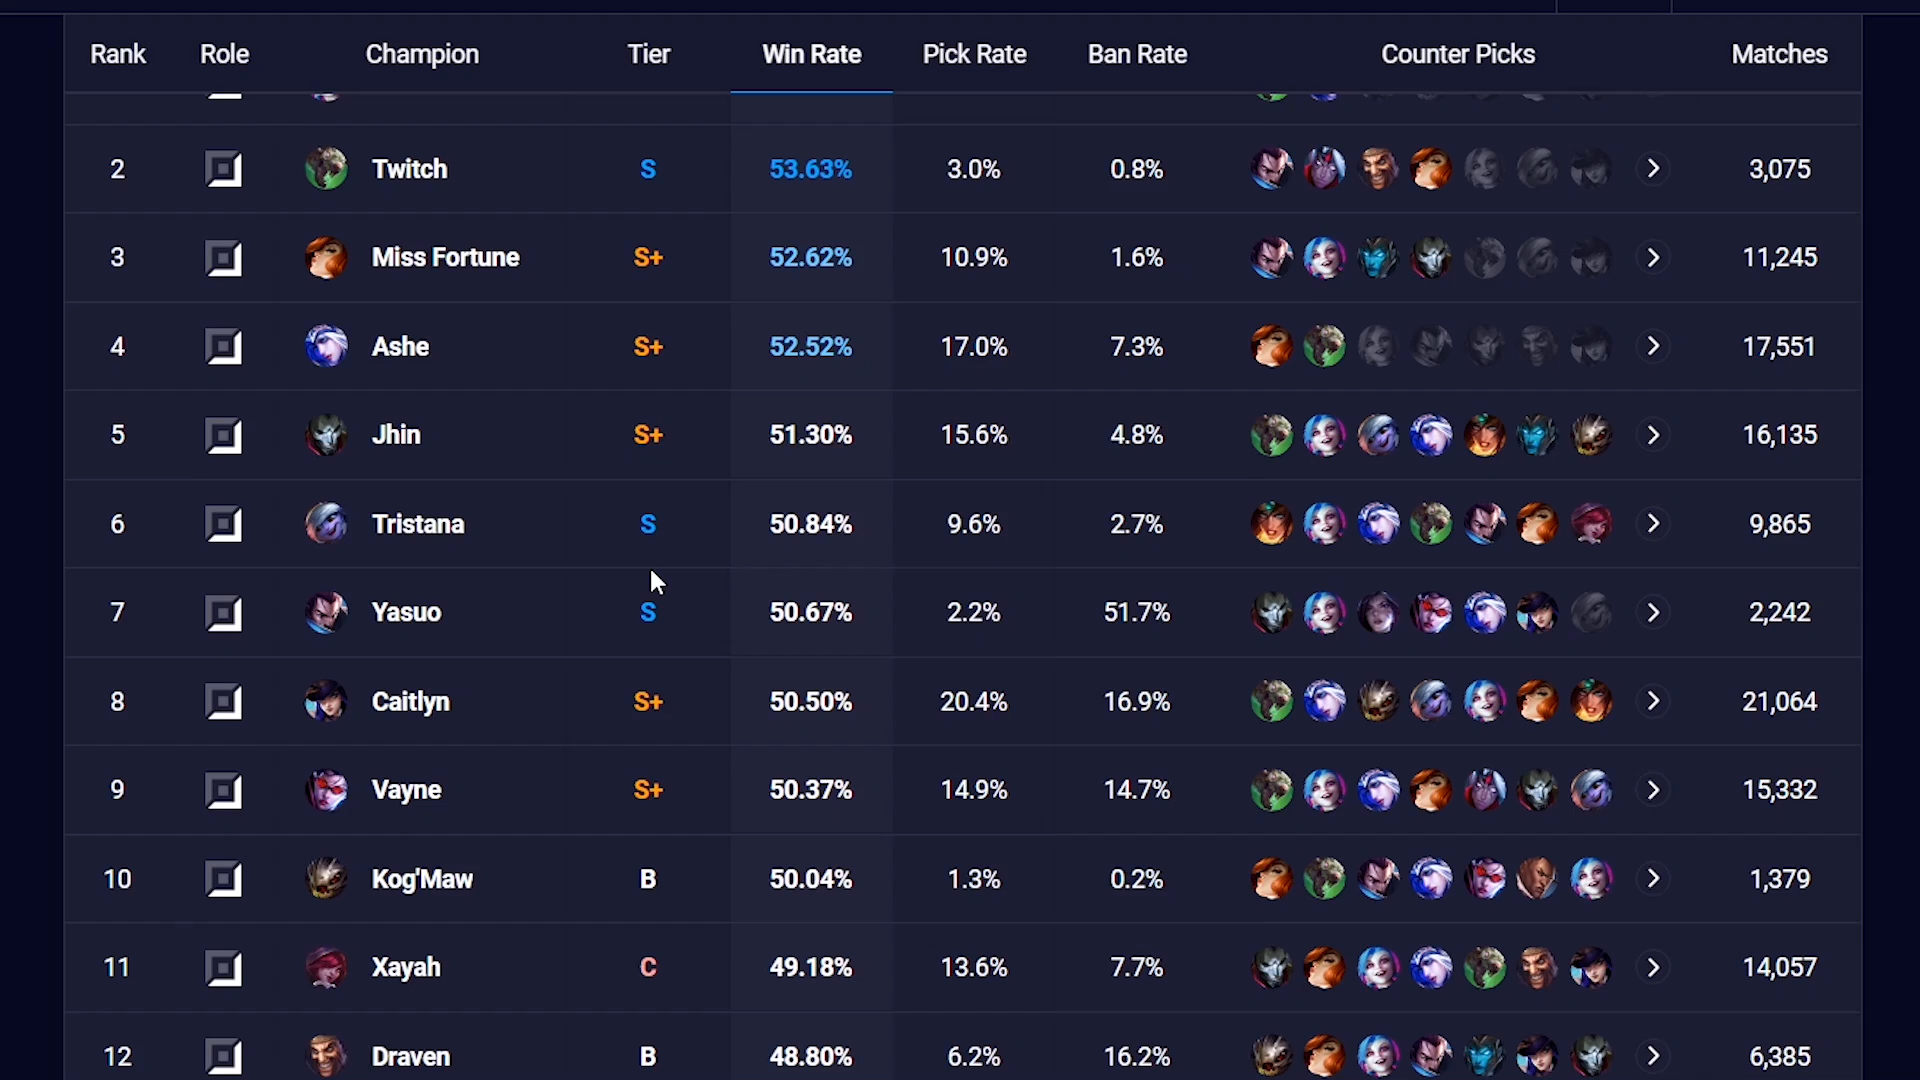 Rank Role Champion Tier Win Rate Pick Rate Ban Rate Counter Picks Matches
2 Twitch S 53.63% 3.0% 0.8% 3,075
3 Miss Fortune S+ 52.62% 10.9% 1.6% 11,245
4 Ashe S+ 52.52% 17.0% 7.3% 17,551
5 Jhin S+ 51.30% 15.6% 4.8% 16,135
6 Tristana S 50.84% 9.6% 2.7% 9,865
7 Yasuo S 50.67% 2.2% 51.7% 2,242
8 Caitlyn S+ 50.50% 20.4% 16.9% 21,064
9 Vayne S+ 50.37% 14.9% 14.7% 15,332
10 Kog'Maw B 50.04% 1.3% 0.2% 1,379
11 Xayah C 49.18% 13.6% 7.7% 14,057
12 Draven B 48.80% 6.2% 16.2% 6,385